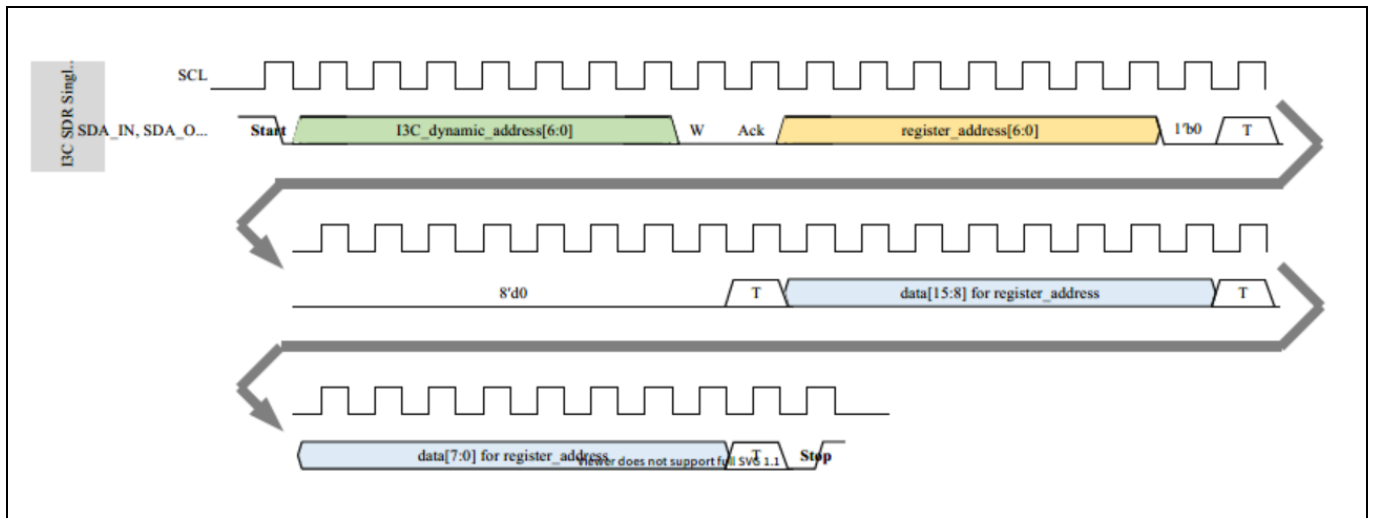 I3C SDR Singl..
SCL
SDA_IN, SDA_O...
Start
I3C_dynamic_address[6:0]
W
Ack
register_address[6:0]
1'b0
T
8'd0
T
data[15:8] for register_address
T
data[7:0] for register_address
T
Stop
Viewer does not support full SVG 1.1